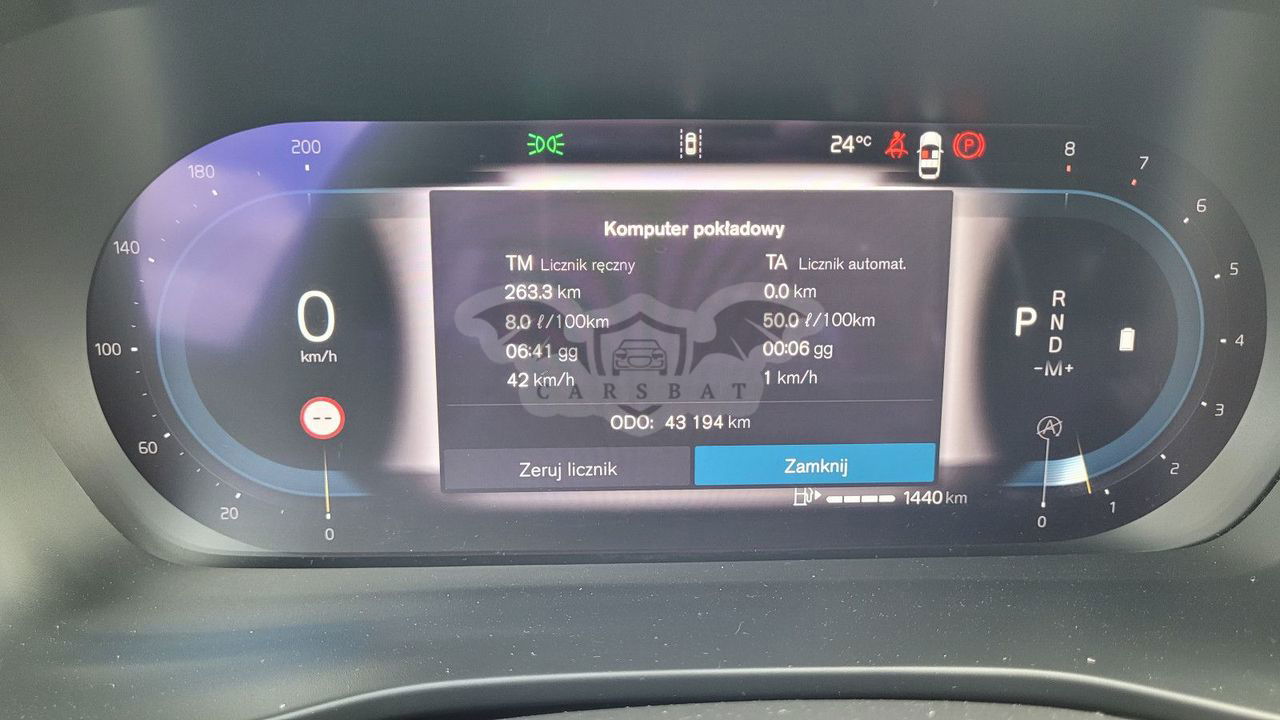 24°C
P
Komputer pokładowy
TM Licznik ręczny
263.3 km
8.0 ℓ/100km
06:41 gg
42 km/h
TA Licznik automat.
0.0 km
50.0 ℓ/100km
00:06 gg
1 km/h
CARSBAT
ODO: 43 194 km
Zeruj licznik
Zamknij
1440 km
200
180
140
100
60
20
0
0
km/h
--
8
7
6
5
4
3
2
1
0
P
R
N
D
-M+
A